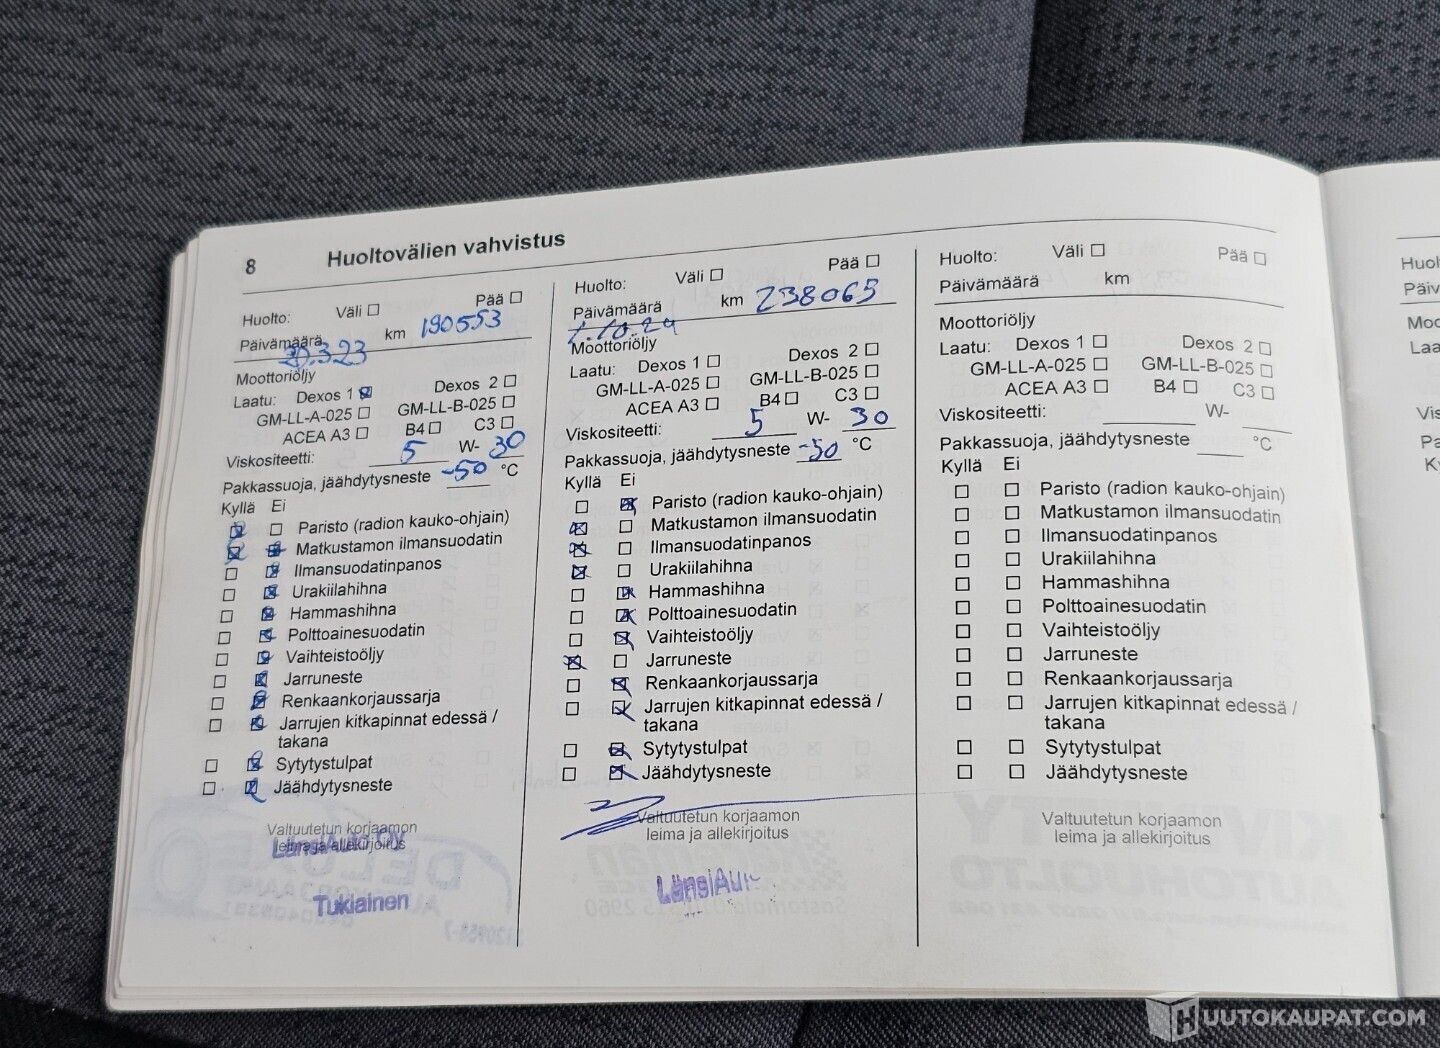 8 Huoltovälien vahvistus
Huolto: Väli Pää
Päivämäärä km 190553
Moottoriöljy
Laatu: Dexos 1 Dexos 2
GM-LL-A-025 GM-LL-B-025
ACEA A3 B4 C3
Viskositeetti: 5 W- 30
Pakkassuoja, jäähdytysneste -50 °C
Kyllä Ei
Paristo (radion kauko-ohjain)
Matkustamon ilmansuodatin
Ilmansuodatinpanos
Urakiilahihna
Hammashihna
Polttoainesuodatin
Vaihteistoöljy
Jarruneste
Renkaankorjaussarja
Jarrujen kitkapinnat edessä /
takana
Sytytystulpat
Jäähdytysneste
Valtuutetun korjaamon
leima ja allekirjoitus
LänsiAuto Oy
Tukiainen
Huolto: Väli Pää
Päivämäärä km 238065
1.10.24
Moottoriöljy
Laatu: Dexos 1 Dexos 2
GM-LL-A-025 GM-LL-B-025
ACEA A3 B4 C3
Viskositeetti: 5 W- 30
Pakkassuoja, jäähdytysneste -50 °C
Kyllä Ei
Paristo (radion kauko-ohjain)
Matkustamon ilmansuodatin
Ilmansuodatinpanos
Urakiilahihna
Hammashihna
Polttoainesuodatin
Vaihteistoöljy
Jarruneste
Renkaankorjaussarja
Jarrujen kitkapinnat edessä /
takana
Sytytystulpat
Jäähdytysneste
Valtuutetun korjaamon
leima ja allekirjoitus
Huolto: Väli Pää
Päivämäärä km
Moottoriöljy
Laatu: Dexos 1 Dexos 2
GM-LL-A-025 GM-LL-B-025
ACEA A3 B4 C3
Viskositeetti: W-
Pakkassuoja, jäähdytysneste °C
Kyllä Ei
Paristo (radion kauko-ohjain)
Matkustamon ilmansuodatin
Ilmansuodatinpanos
Urakiilahihna
Hammashihna
Polttoainesuodatin
Vaihteistoöljy
Jarruneste
Renkaankorjaussarja
Jarrujen kitkapinnat edessä /
takana
Sytytystulpat
Jäähdytysneste
Valtuutetun korjaamon
leima ja allekirjoitus
HUUTOKAUPAT.COM